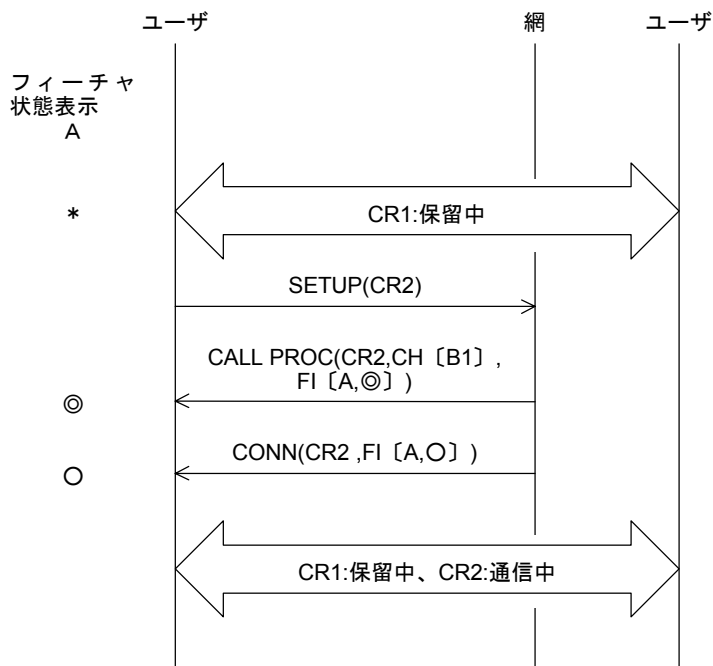 ユーザ
網
ユーザ
フィーチャ
状態表示
A
*
CR1:保留中
SETUP(CR2)
CALL PROC(CR2,CH〔B1〕,
FI〔A,◎〕)
◎
CONN(CR2 ,FI〔A,○〕)
○
CR1:保留中、CR2:通信中